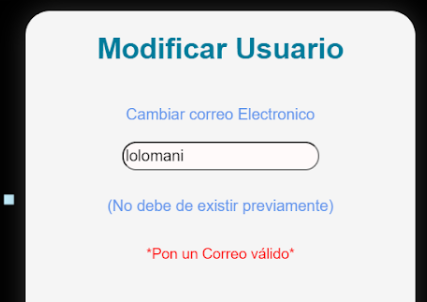 Modificar Usuario
Cambiar correo Electronico
lolomani
(No debe de existir previamente)
*Pon un Correo válido*